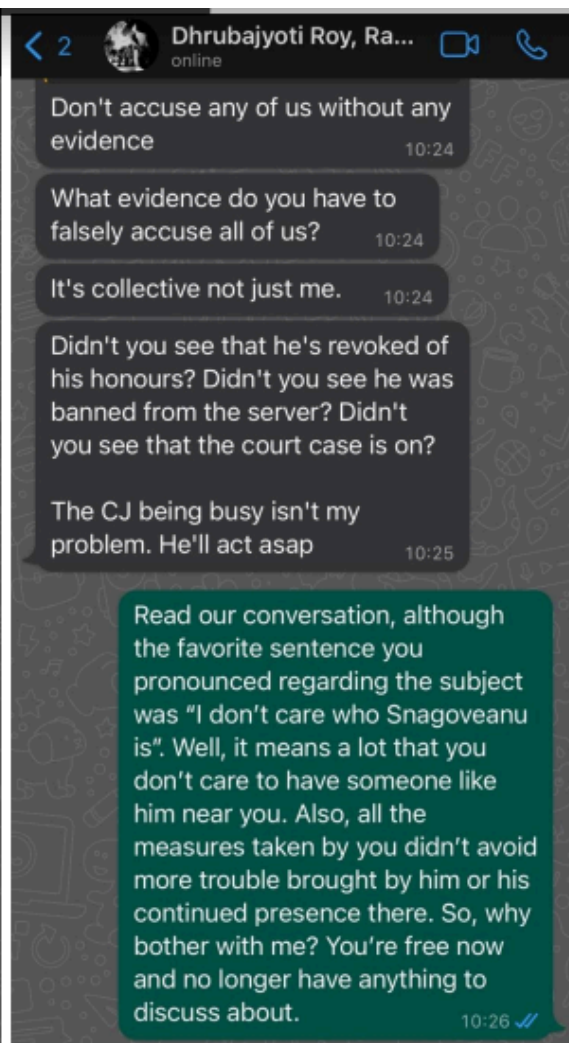 2
Dhrubajyoti Roy, Ra...
online
Don't accuse any of us without any
evidence
10:24
What evidence do you have to
falsely accuse all of us?
10:24
It's collective not just me.
10:24
Didn't you see that he's revoked of
his honours? Didn't you see he was
banned from the server? Didn't
you see that the court case is on?
The CJ being busy isn't my
problem. He'll act asap
10:25
Read our conversation, although
the favorite sentence you
pronounced regarding the subject
was “I don’t care who Snagoveanu
is”. Well, it means a lot that you
don’t care to have someone like
him near you. Also, all the
measures taken by you didn’t avoid
more trouble brought by him or his
continued presence there. So, why
bother with me? You’re free now
and no longer have anything to
discuss about.
10:26